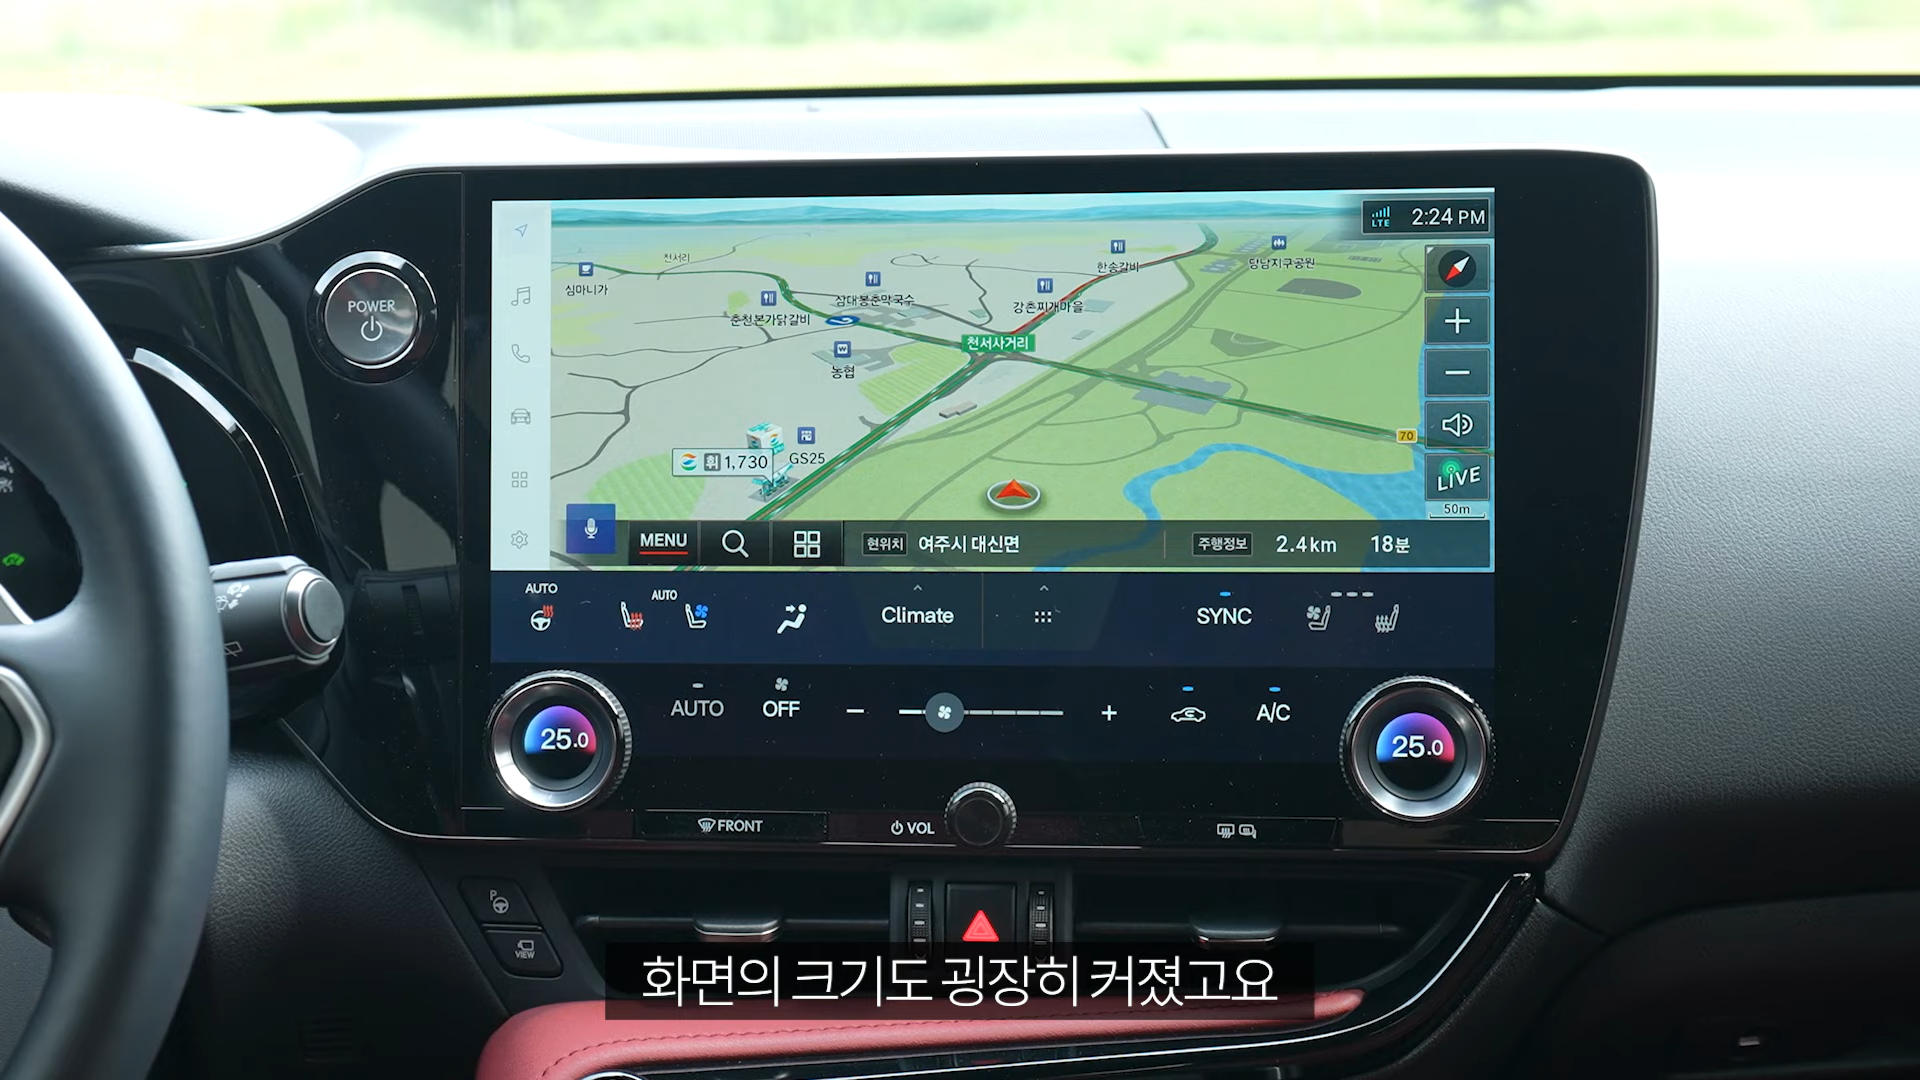 POWER
LTE 2:24 PM
천서리
심마니가
한송갈비
당남지구공원
삼대봉춘막국수
강촌찌개마을
춘천본가닭갈비
천서사거리
농협
W
70
휘 1,730
GS25
LIVE
50m
MENU
현위치 여주시 대신면
주행정보 2.4km 18분
AUTO
AUTO
Climate
SYNC
AUTO
OFF
A/C
25.0
25.0
FRONT
VOL
P
VIEW
화면의 크기도 굉장히 커졌고요